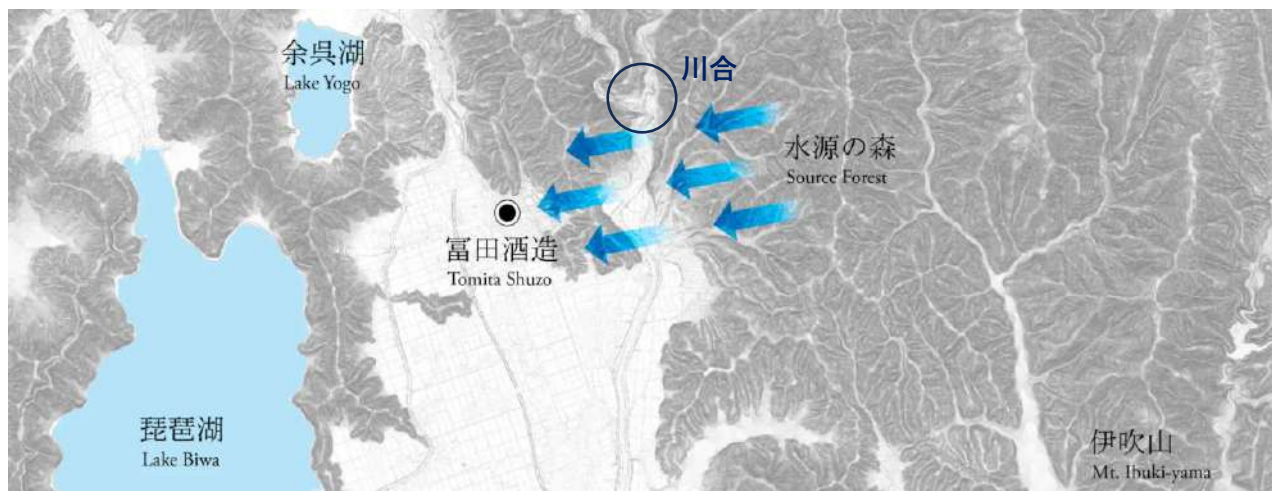 余呉湖
Lake Yogo
川合
水源の森
Source Forest
冨田酒造
Tomita Shuzo
琵琶湖
Lake Biwa
伊吹山
Mt. Ibuki-yama